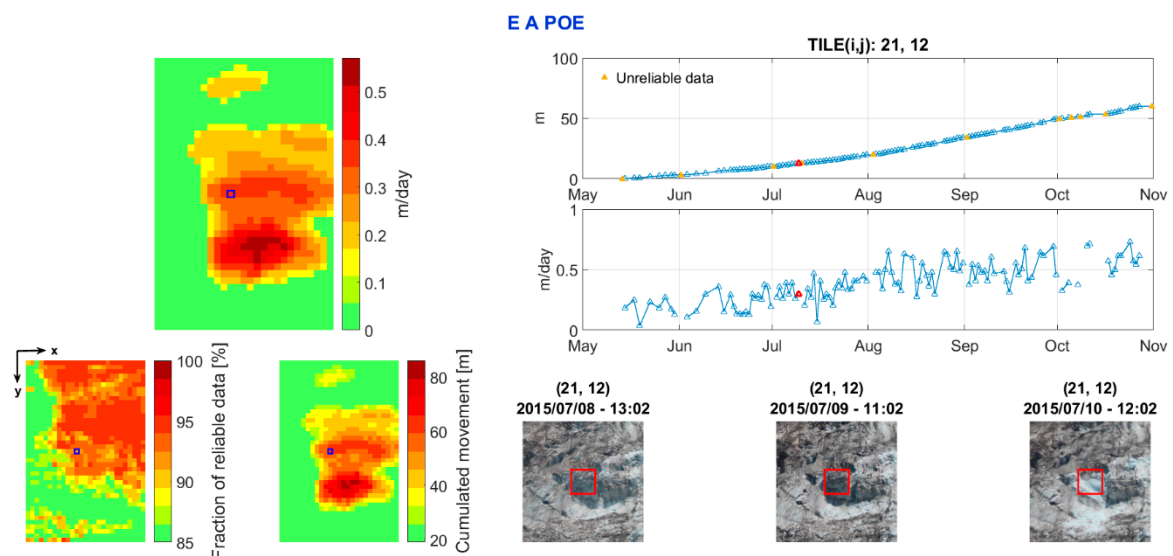 E A POE
TILE(i,j): 21, 12
100
50
0
m
Unreliable data
May
Jun
Jul
Aug
Sep
Oct
Nov
1
0.5
0
m/day
May
Jun
Jul
Aug
Sep
Oct
Nov
0.5
0.4
0.3
0.2
0.1
0
m/day
x
y
100
95
90
85
Fraction of reliable data [%]
80
60
40
20
Cumulated movement [m]
(21, 12)
2015/07/08 - 13:02
(21, 12)
2015/07/09 - 11:02
(21, 12)
2015/07/10 - 12:02